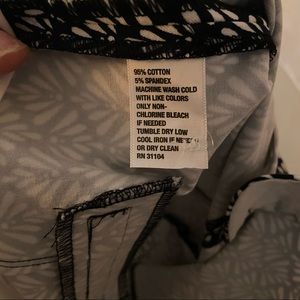 95% COTTON
5% SPANDEX
MACHINE WASH COLD
WITH LIKE COLORS
ONLY NON-
CHLORINE BLEACH
IF NEEDED
TUMBLE DRY LOW
COOL IRON IF NEED
OR DRY CLEAN
RN 31104